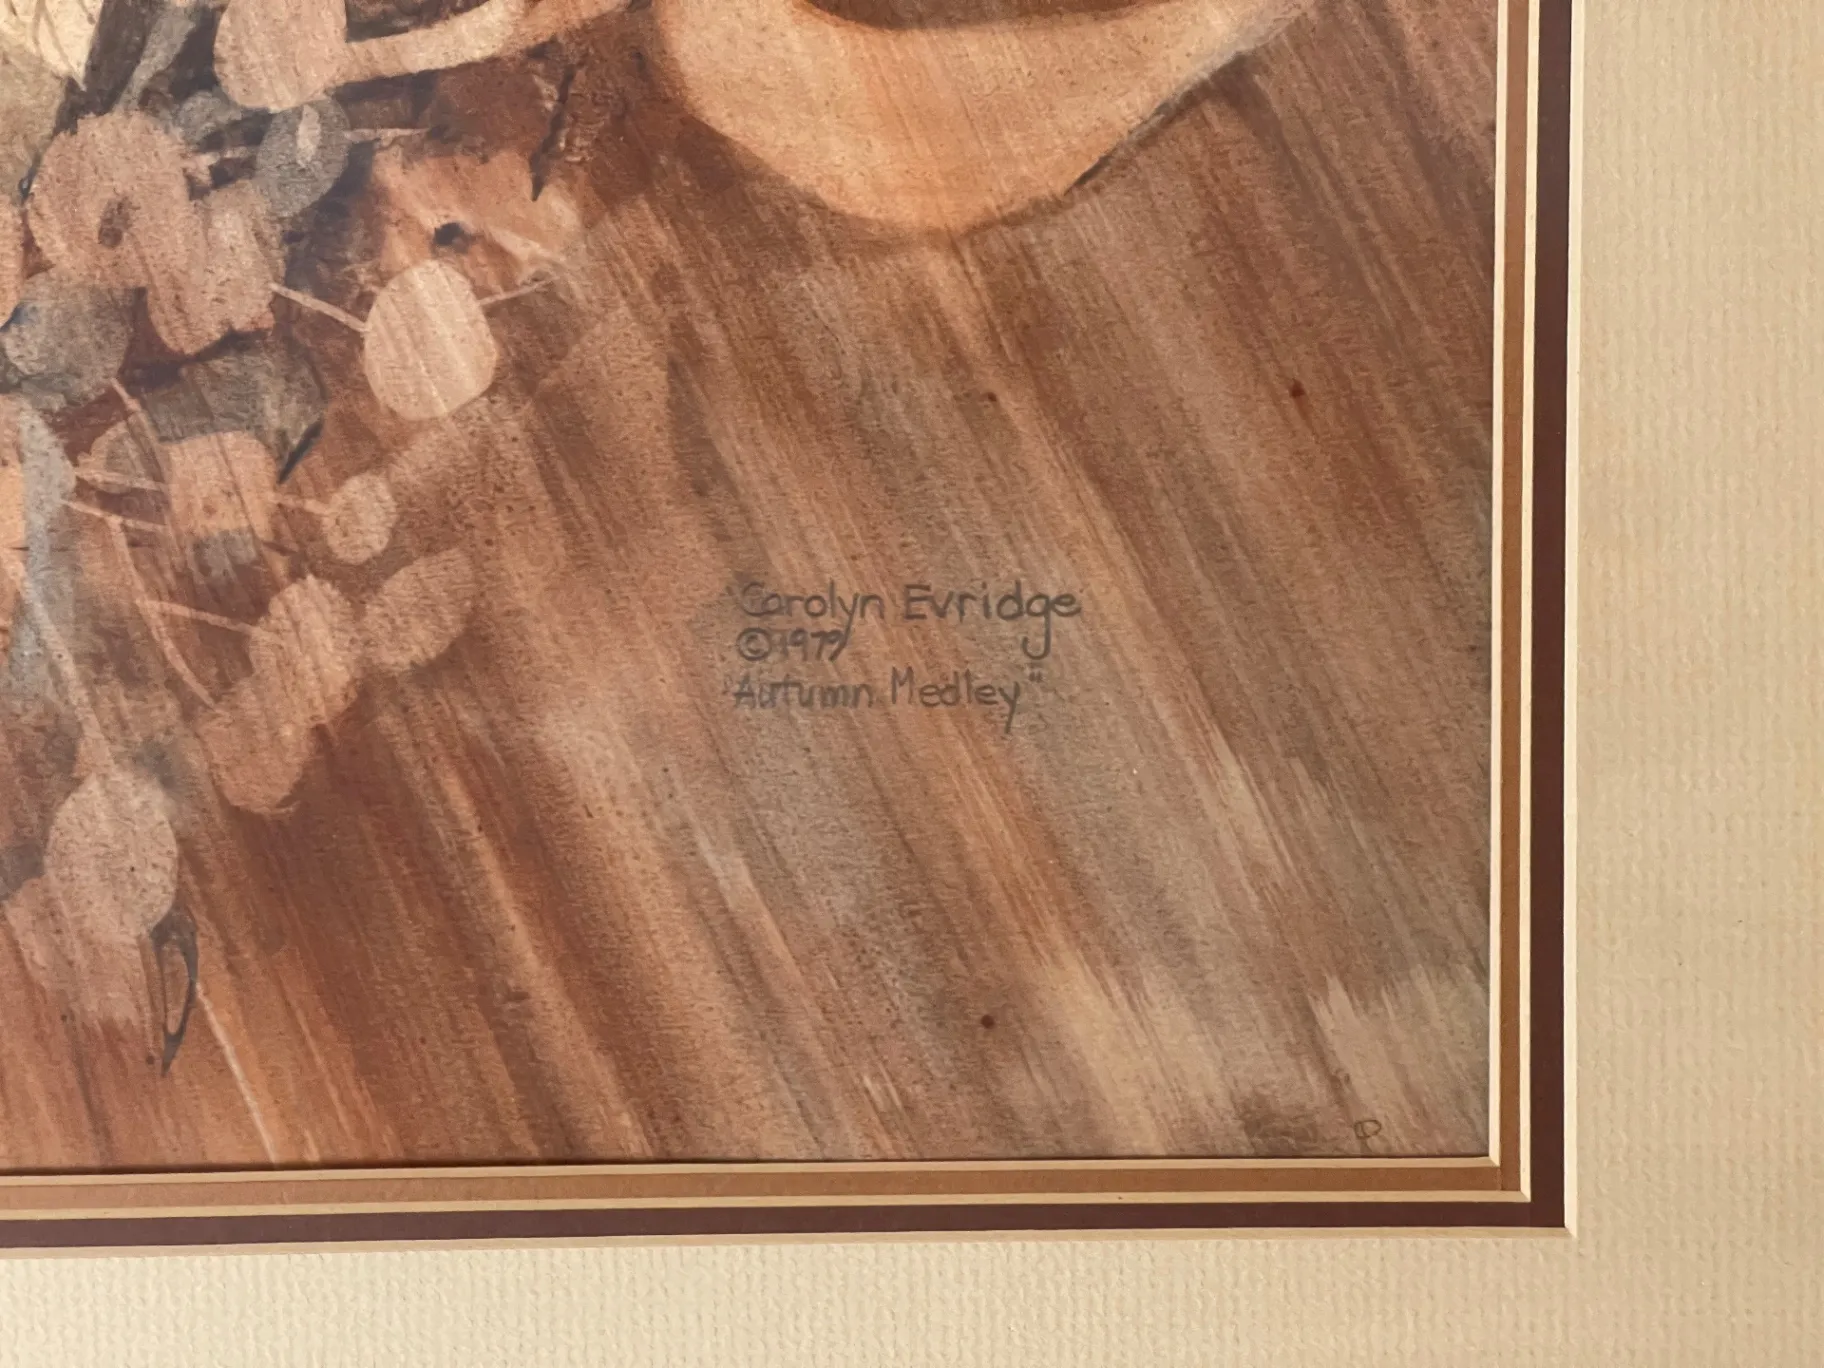 Carolyn Evridge
©1979
"Autumn Medley"